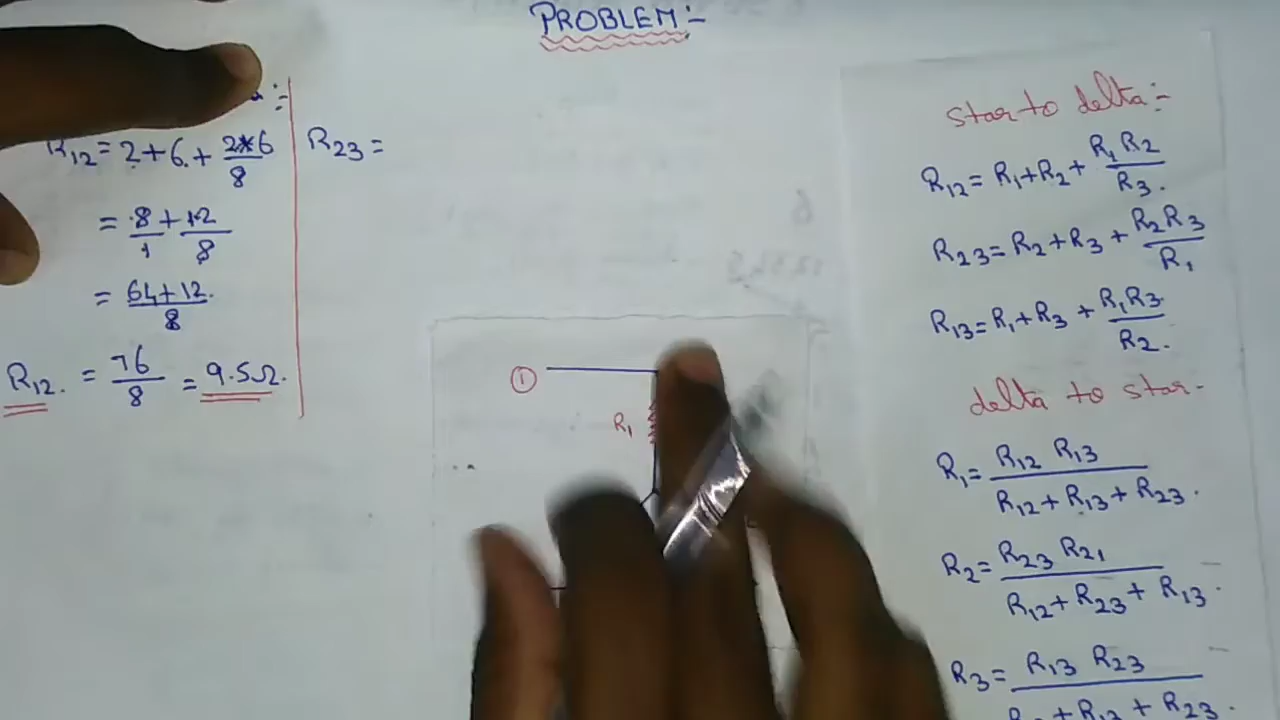 PROBLEM:-
R12 = 2+6+ 2*6/8
= 8/1 + 12/8
= 64+12/8
R12 = 76/8 = 9.5Ω.
R23 =
①
R1
star to delta:-
R12 = R1+R2+ R1R2/R3.
R23 = R2+R3 + R2R3/R1
R13 = R1+R3 + R1R3/R2.
delta to star.
R1 = R12 R13/R12+R13+R23.
R2 = R23 R21/R12+R23+R13.
R3 = R13 R23/
+ R13 + R23.